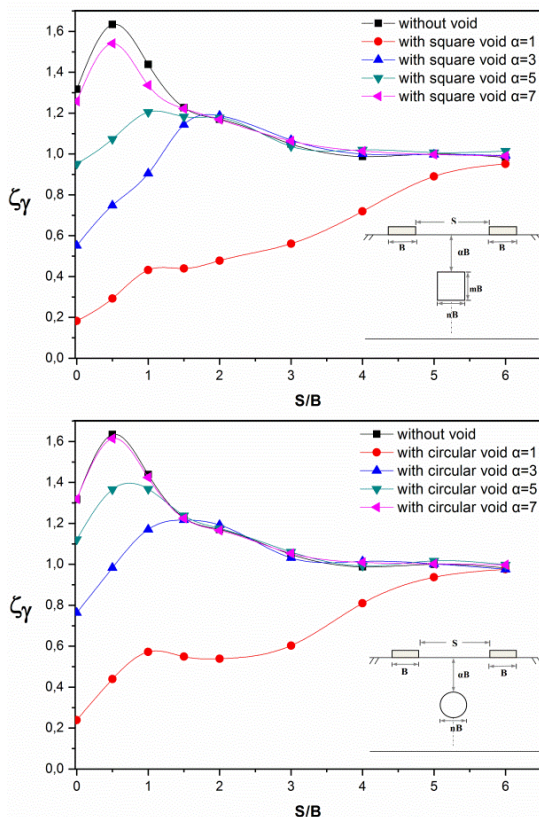 1,6
1,4
1,2
1,0
0,8
0,6
0,4
0,2
0,0
ζγ
without void
with square void α=1
with square void α=3
with square void α=5
with square void α=7
S
B
B
αB
mB
nB
0 1 2 3 4 5 6
S/B
1,6
1,4
1,2
1,0
0,8
0,6
0,4
0,2
0,0
ζγ
without void
with circular void α=1
with circular void α=3
with circular void α=5
with circular void α=7
S
B
B
αB
nB
0 1 2 3 4 5 6
S/B